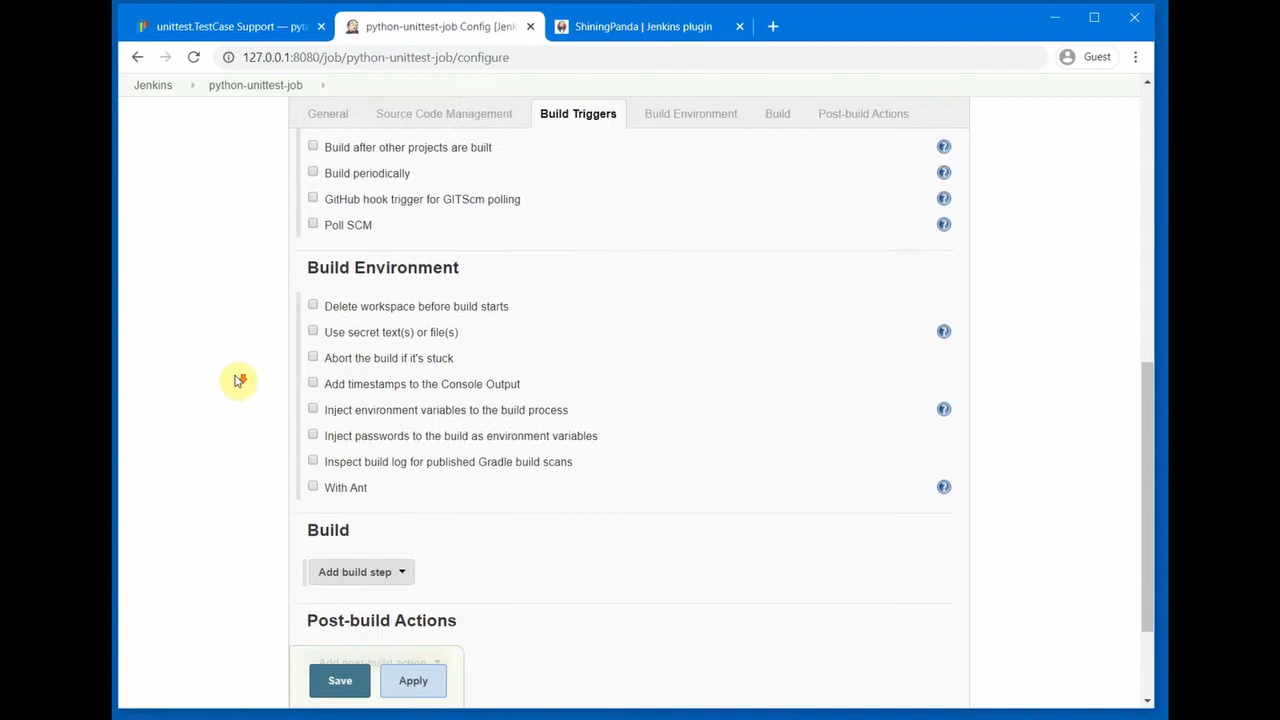 unittest.TestCase Support — pyte
python-unittest-job Config [Jenk
ShiningPanda | Jenkins plugin
127.0.0.1:8080/job/python-unittest-job/configure
Guest
Jenkins
python-unittest-job
General
Source Code Management
Build Triggers
Build Environment
Build
Post-build Actions
Build after other projects are built
Build periodically
GitHub hook trigger for GITScm polling
Poll SCM
Build Environment
Delete workspace before build starts
Use secret text(s) or file(s)
Abort the build if it's stuck
Add timestamps to the Console Output
Inject environment variables to the build process
Inject passwords to the build as environment variables
Inspect build log for published Gradle build scans
With Ant
Build
Add build step
Post-build Actions
Add post-build action
Save
Apply